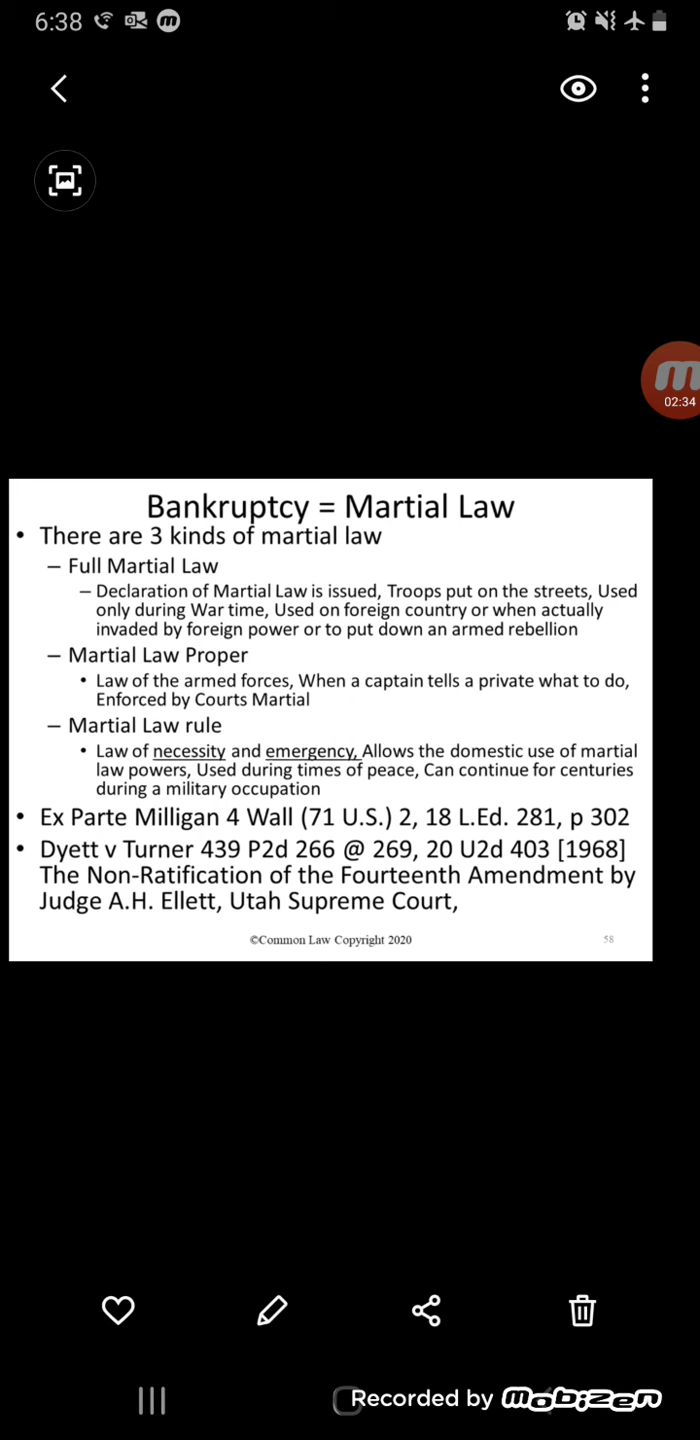 6:38
02:34
Bankruptcy = Martial Law
• There are 3 kinds of martial law
– Full Martial Law
– Declaration of Martial Law is issued, Troops put on the streets, Used
only during War time, Used on foreign country or when actually
invaded by foreign power or to put down an armed rebellion
– Martial Law Proper
• Law of the armed forces, When a captain tells a private what to do,
Enforced by Courts Martial
– Martial Law rule
• Law of necessity and emergency, Allows the domestic use of martial
law powers, Used during times of peace, Can continue for centuries
during a military occupation
• Ex Parte Milligan 4 Wall (71 U.S.) 2, 18 L.Ed. 281, p 302
• Dyett v Turner 439 P2d 266 @ 269, 20 U2d 403 [1968]
The Non-Ratification of the Fourteenth Amendment by
Judge A.H. Ellett, Utah Supreme Court,
©Common Law Copyright 2020
58
Recorded by mobizen